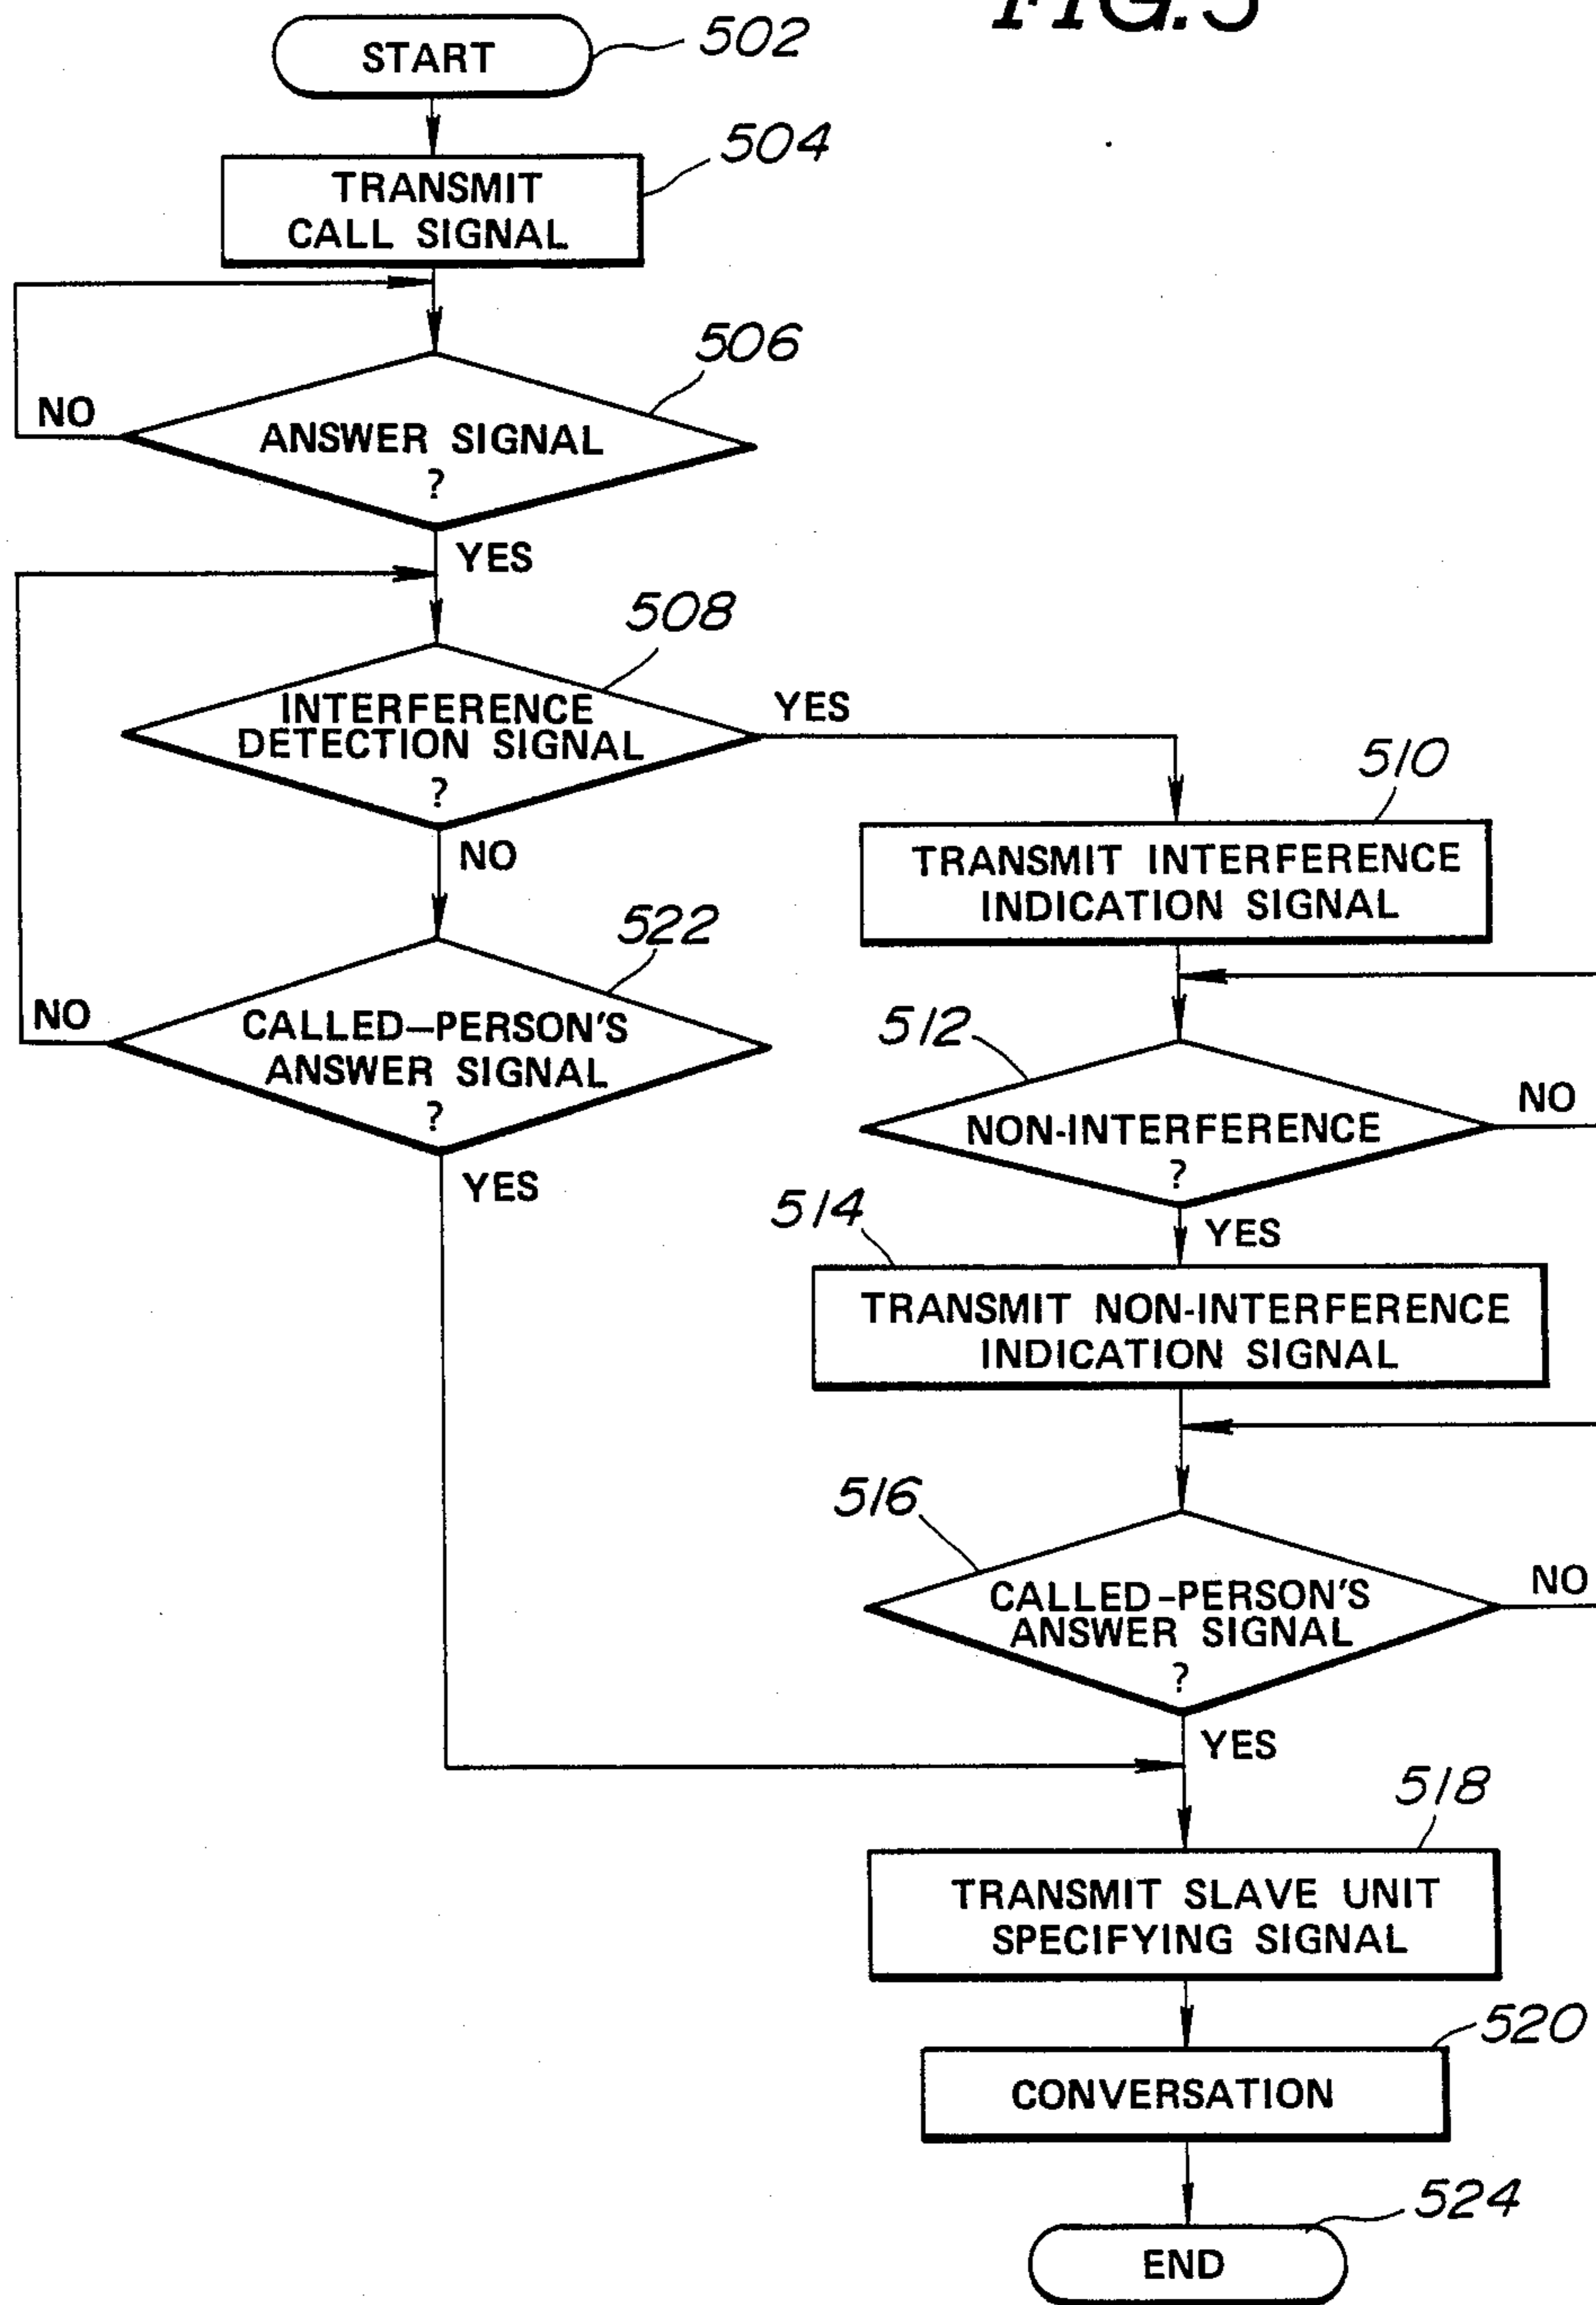 FIG. 5
START
502
TRANSMIT
CALL SIGNAL
504
506
NO
ANSWER SIGNAL
?
YES
508
INTERFERENCE
DETECTION SIGNAL
?
YES
NO
510
TRANSMIT INTERFERENCE
INDICATION SIGNAL
522
NO
CALLED–PERSON'S
ANSWER SIGNAL
?
YES
512
NON-INTERFERENCE
?
NO
YES
514
TRANSMIT NON-INTERFERENCE
INDICATION SIGNAL
516
CALLED-PERSON'S
ANSWER SIGNAL
?
NO
YES
518
TRANSMIT SLAVE UNIT
SPECIFYING SIGNAL
520
CONVERSATION
524
END